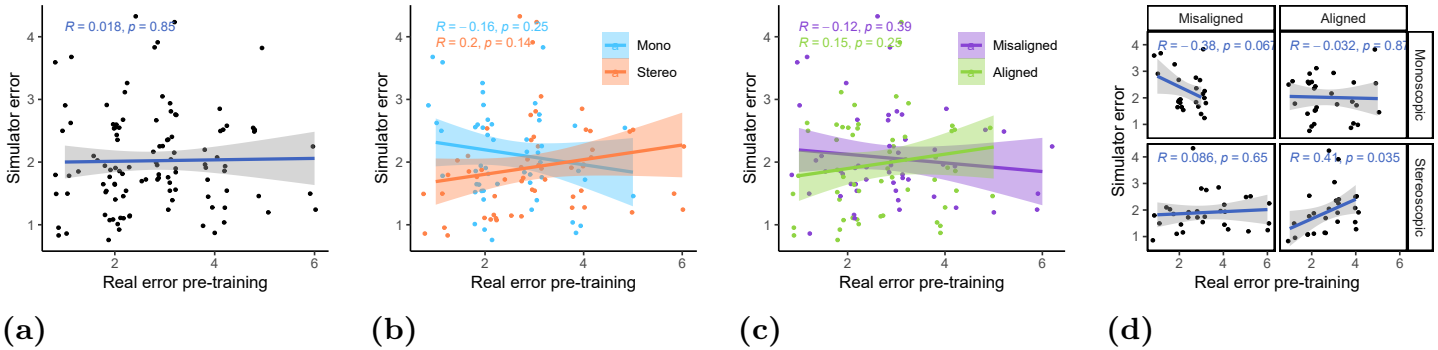 R = 0.018, p = 0.85
4
3
2
1
Simulator error
2
4
6
Real error pre-training
(a)
R = −0.16, p = 0.25
R = 0.2, p = 0.14
Mono
Stereo
4
3
2
1
Simulator error
2
4
6
Real error pre-training
(b)
R = −0.12, p = 0.39
R = 0.15, p = 0.25
Misaligned
Aligned
4
3
2
1
Simulator error
2
4
6
Real error pre-training
(c)
Misaligned
Aligned
R = −0.38, p = 0.067
R = −0.032, p = 0.87
Monoscopic
4
3
2
1
R = 0.086, p = 0.65
R = 0.41, p = 0.035
Stereoscopic
4
3
2
1
Simulator error
2
4
6
2
4
6
Real error pre-training
(d)